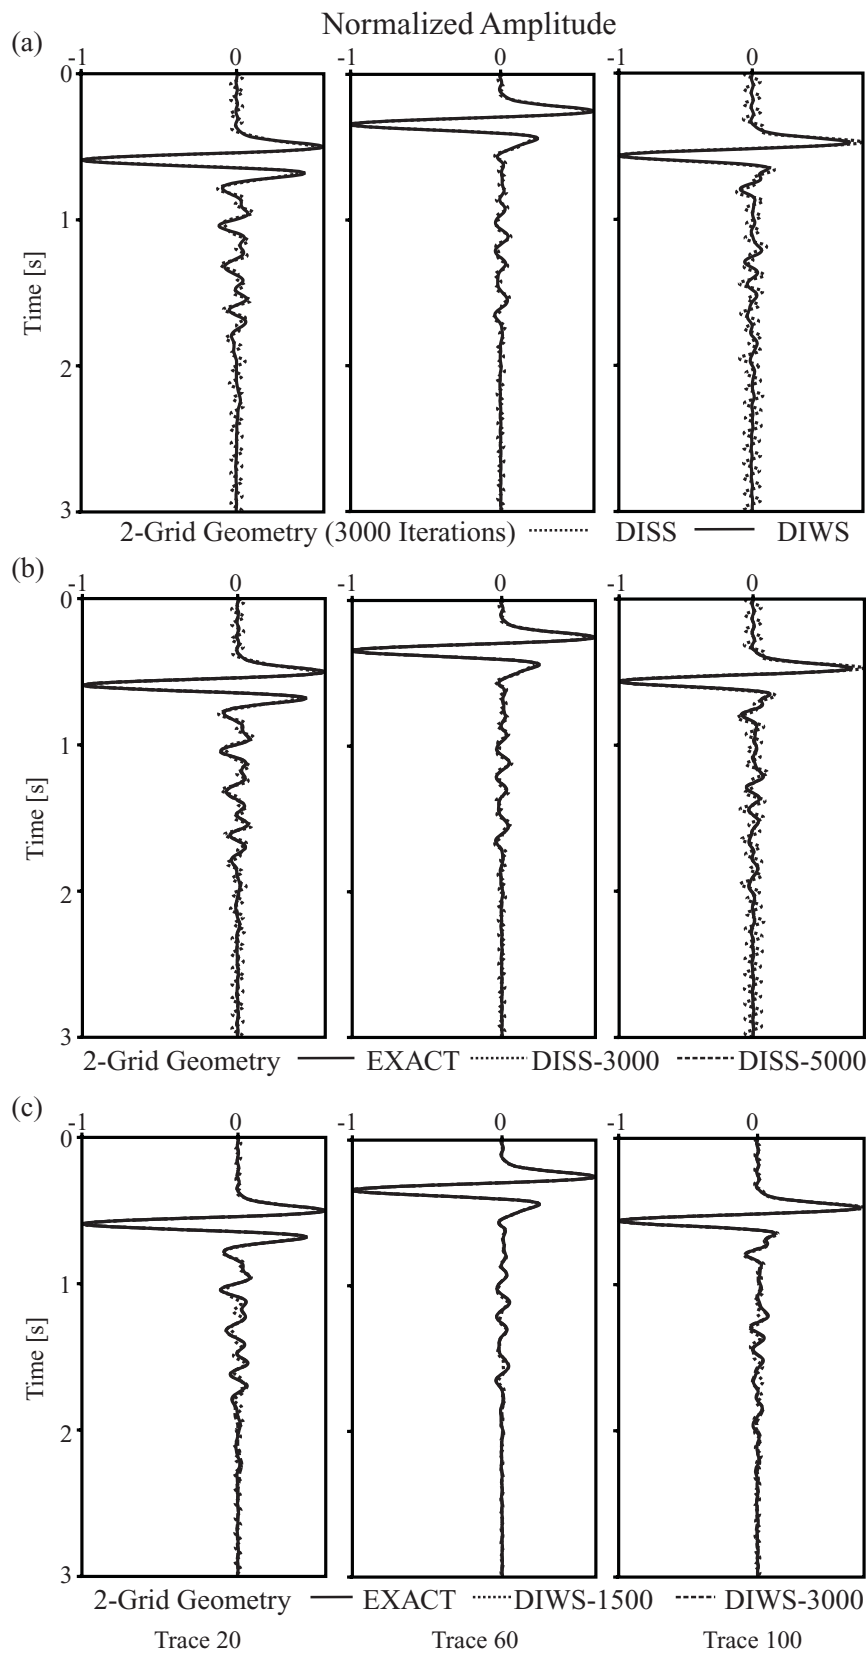 Normalized Amplitude
(a)
-1 0 -1 0 -1 0
0
1
Time [s]
2
3
2-Grid Geometry (3000 Iterations) DISS DIWS
(b)
-1 0 -1 0 -1 0
0
1
Time [s]
2
3
2-Grid Geometry EXACT DISS-3000 DISS-5000
(c)
-1 0 -1 0 -1 0
0
1
Time [s]
2
3
2-Grid Geometry EXACT DIWS-1500 DIWS-3000
Trace 20 Trace 60 Trace 100